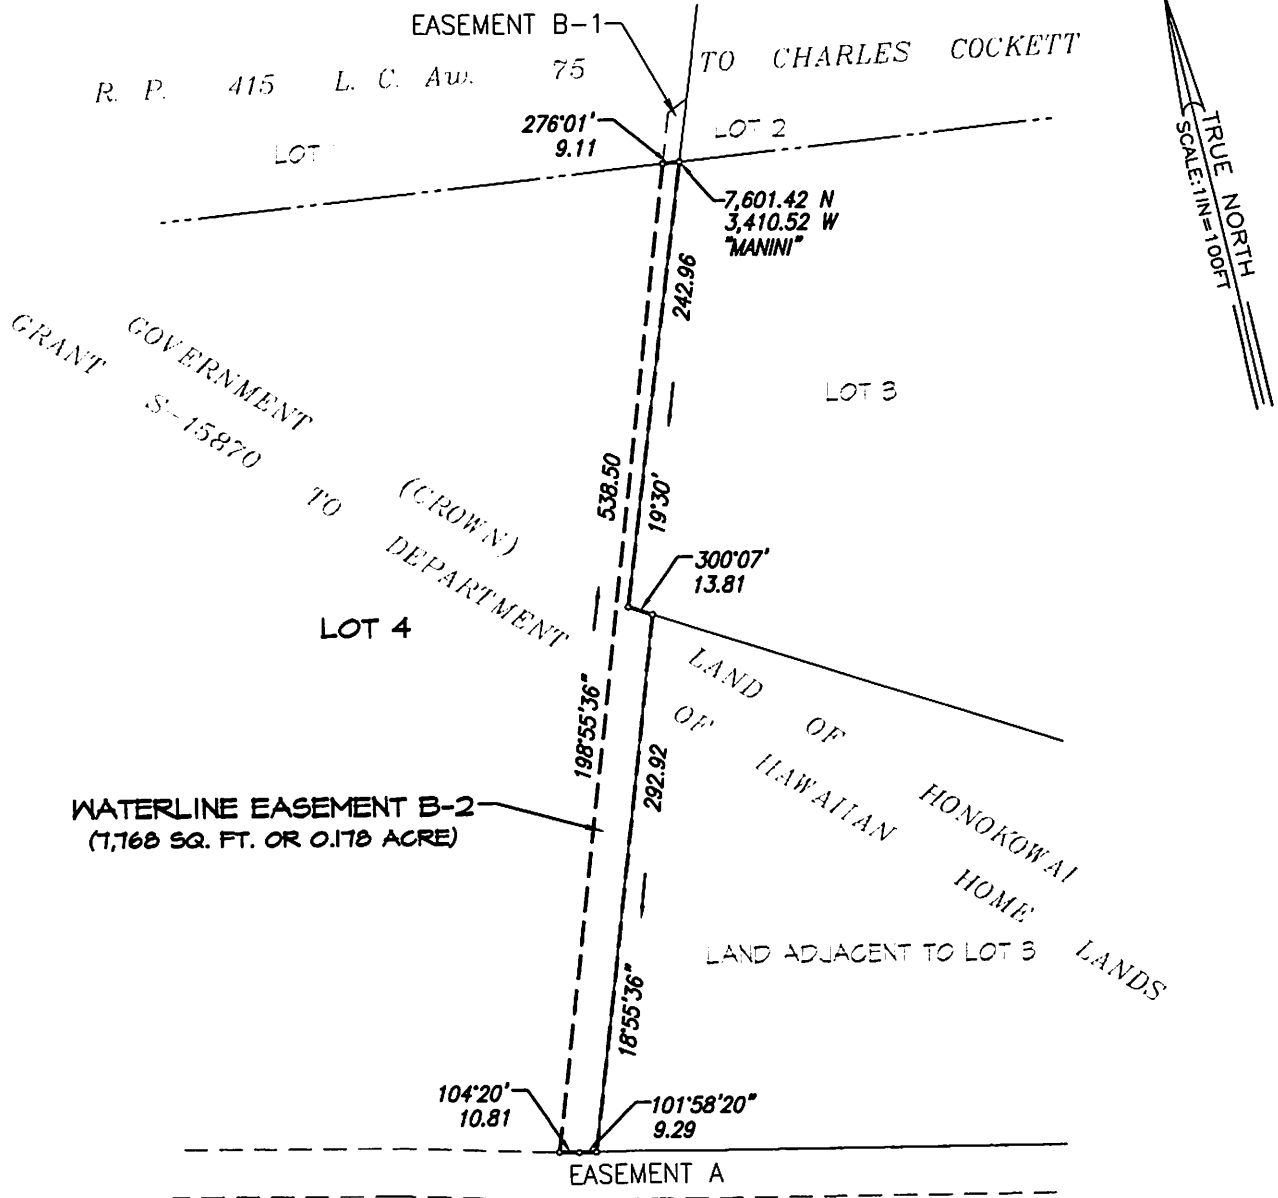 EASEMENT B-1
R. P. 415 L. C. Aw. 75 TO CHARLES COCKETT
276°01'
9.11
LOT
LOT 2
TRUE NORTH
SCALE:1IN=100FT
7,601.42 N
3,410.52 W
"MANINI"
242.96
GOVERNMENT (CROWN) LAND OF HONOKOWAI
GRANT S-15870 TO DEPARTMENT OF HAWAIIAN HOME LANDS
LOT 3
538.50
19°30'
300°07'
13.81
LOT 4
198°55'36"
292.92
WATERLINE EASEMENT B-2
(7,768 SQ. FT. OR 0.178 ACRE)
LAND ADJACENT TO LOT 3
18°55'36"
104°20'
10.81
101°58'20"
9.29
EASEMENT A